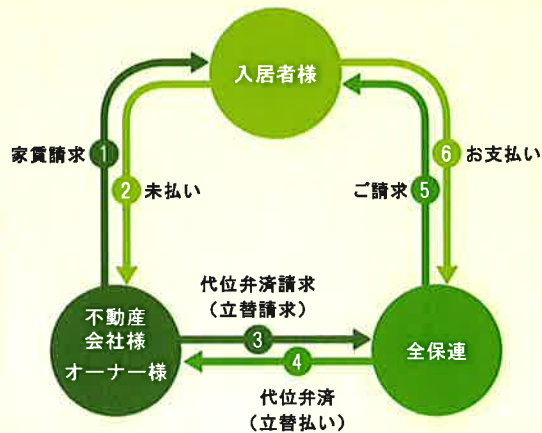 入居者様
家賃請求 1
2 未払い
ご請求 5
6 お支払い
不動産
会社様
オーナー様
代位弁済請求
（立替請求）
3
4
代位弁済
（立替払い）
全保連